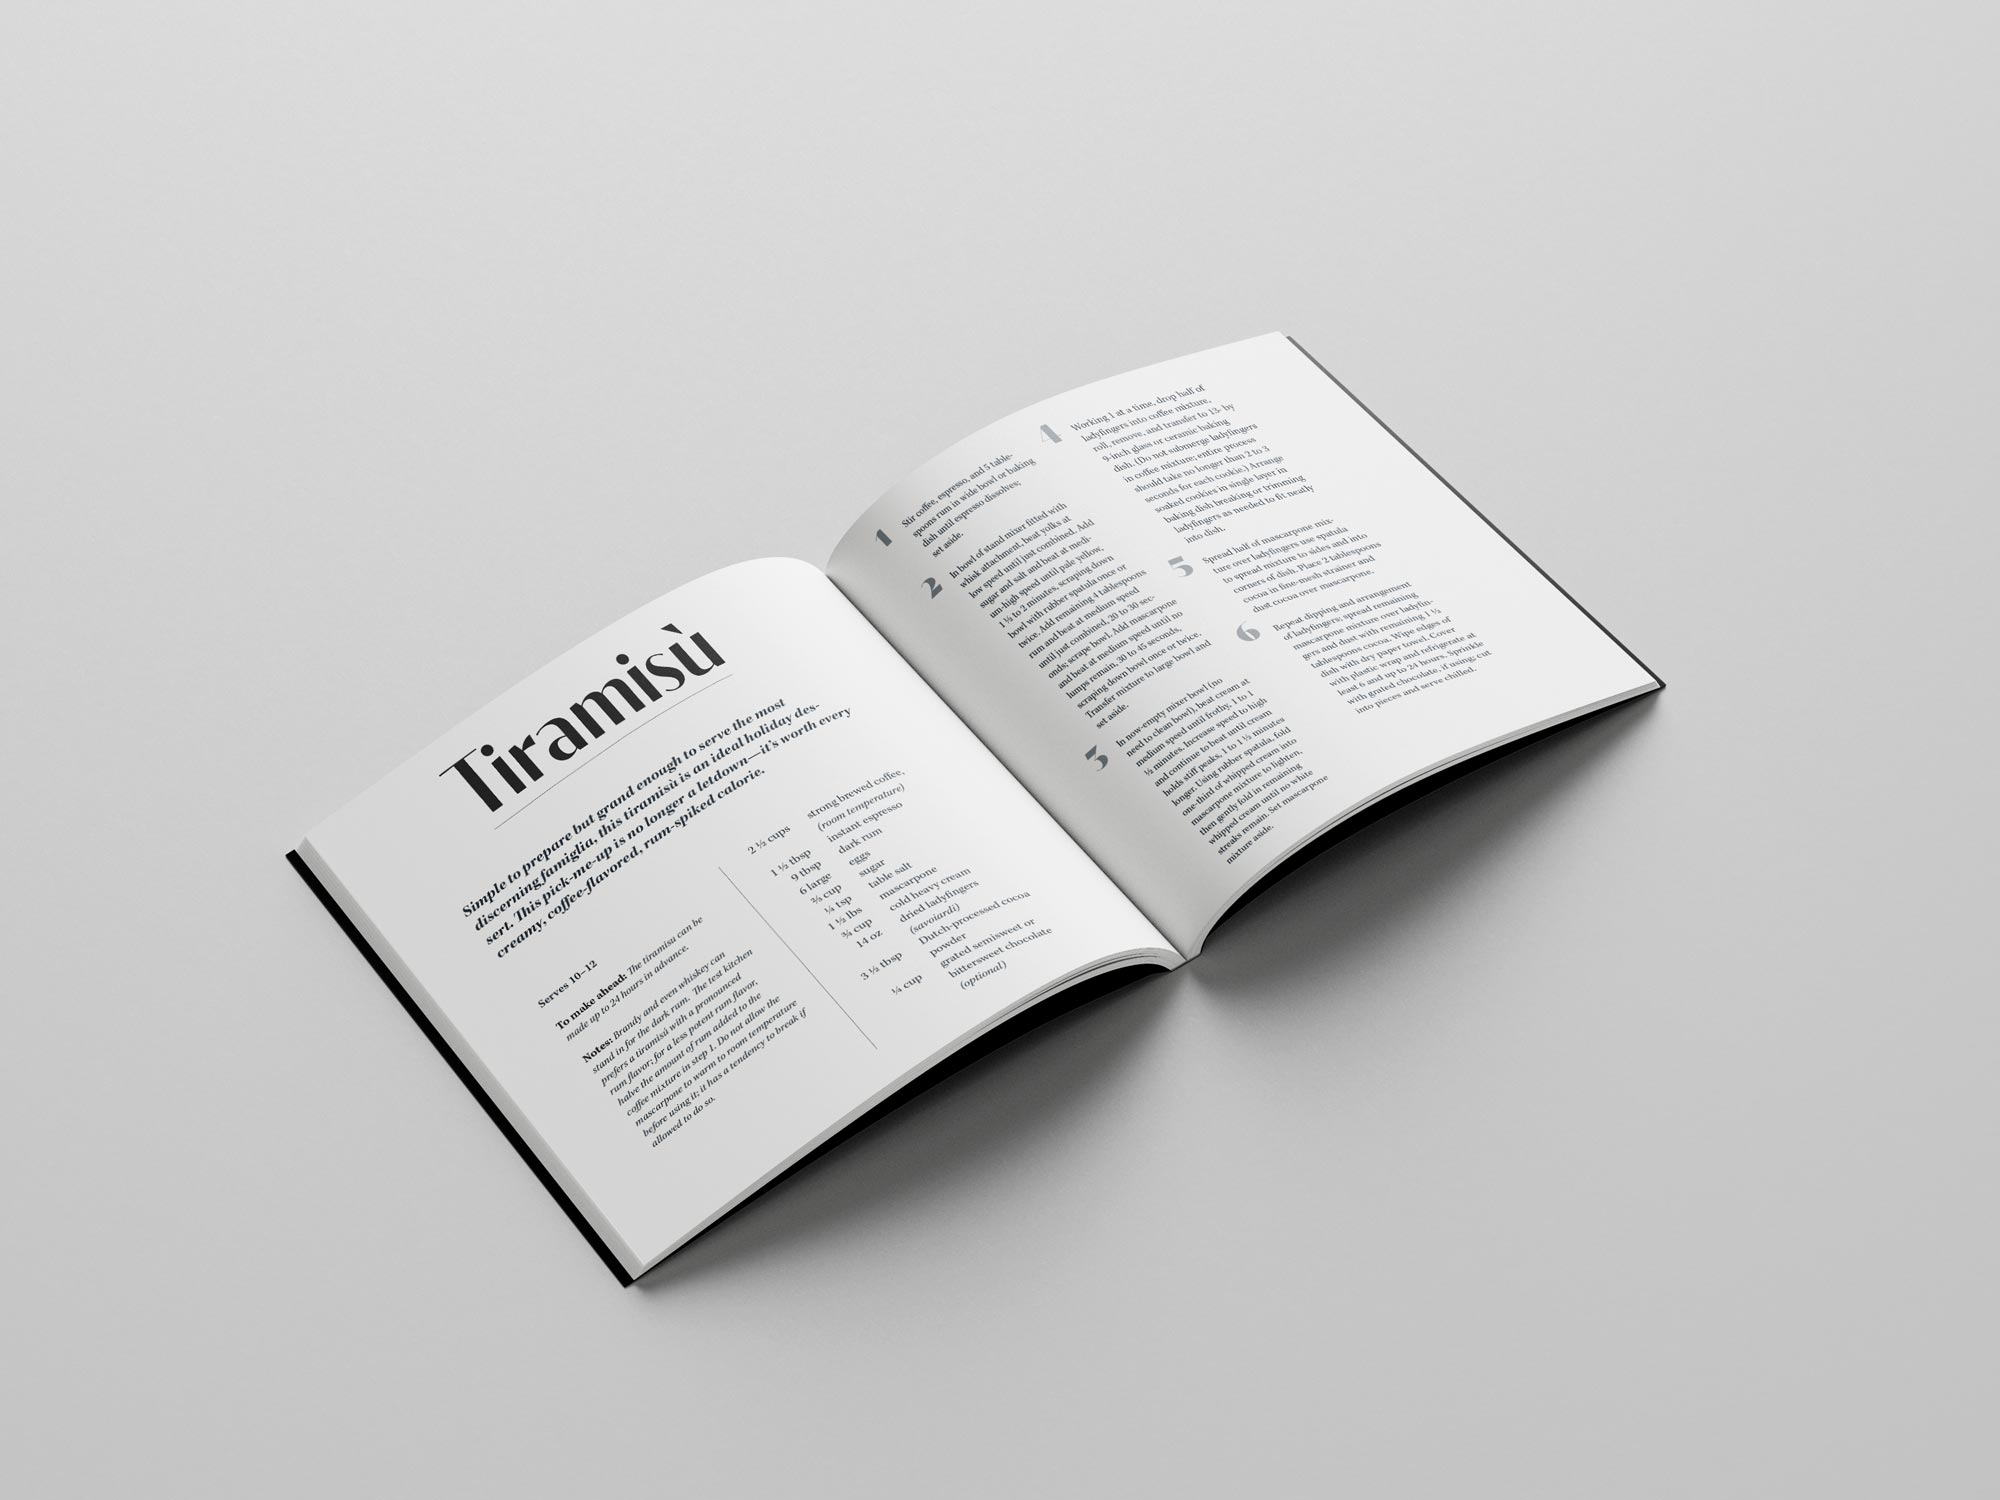 Tiramisù
Simple to prepare but grand enough to serve the most
discerning famiglia, this tiramisù is an ideal holiday des-
sert. This pick-me-up is no longer a letdown—it's worth every
creamy, coffee-flavored, rum-spiked calorie.
Serves 10–12
To make ahead: The tiramisu can be
made up to 24 hours in advance.
Notes: Brandy and even whiskey can
stand in for the dark rum. The test kitchen
prefers a tiramisù with a pronounced
rum flavor; for a less potent rum flavor,
halve the amount of rum added to the
coffee mixture in step 1. Do not allow the
mascarpone to warm to room temperature
before using it; it has a tendency to break if
allowed to do so.
2 ½ cups strong brewed coffee,
(room temperature)
1 ½ tbsp instant espresso
9 tbsp dark rum
6 large eggs
⅔ cup sugar
¼ tsp table salt
1 ½ lbs mascarpone
¾ cup cold heavy cream
14 oz dried ladyfingers
(savoiardi)
3 ½ tbsp Dutch-processed cocoa
powder
¼ cup grated semisweet or
bittersweet chocolate
(optional)
1 Stir coffee, espresso, and 5 table-
spoons rum in wide bowl or baking
dish until espresso dissolves;
set aside.
2 In bowl of stand mixer fitted with
whisk attachment, beat yolks at
low speed until just combined. Add
sugar and salt and beat at medi-
um-high speed until pale yellow,
1 ½ to 2 minutes, scraping down
bowl with rubber spatula once or
twice. Add remaining 4 tablespoons
rum and beat at medium speed
until just combined, 20 to 30 sec-
onds; scrape bowl. Add mascarpone
and beat at medium speed until no
lumps remain, 30 to 45 seconds,
scraping down bowl once or twice.
Transfer mixture to large bowl and
set aside.
3 In now-empty mixer bowl (no
need to clean bowl), beat cream at
medium speed until frothy, 1 to 1
½ minutes. Increase speed to high
and continue to beat until cream
holds stiff peaks, 1 to 1 ½ minutes
longer. Using rubber spatula, fold
one-third of whipped cream into
mascarpone mixture to lighten,
then gently fold in remaining
whipped cream until no white
streaks remain. Set mascarpone
mixture aside.
4 Working 1 at a time, drop half of
ladyfingers into coffee mixture,
roll, remove, and transfer to 13- by
9-inch glass or ceramic baking
dish. (Do not submerge ladyfingers
in coffee mixture; entire process
should take no longer than 2 to 3
seconds for each cookie.) Arrange
soaked cookies in single layer in
baking dish breaking or trimming
ladyfingers as needed to fit neatly
into dish.
5 Spread half of mascarpone mix-
ture over ladyfingers use spatula
to spread mixture to sides and into
corners of dish. Place 2 tablespoons
cocoa in fine-mesh strainer and
dust cocoa over mascarpone.
6 Repeat dipping and arrangement
of ladyfingers; spread remaining
mascarpone mixture over ladyfin-
gers and dust with remaining 1 ½
tablespoons cocoa. Wipe edges of
dish with dry paper towel. Cover
with plastic wrap and refrigerate at
least 6 and up to 24 hours. Sprinkle
with grated chocolate, if using; cut
into pieces and serve chilled.